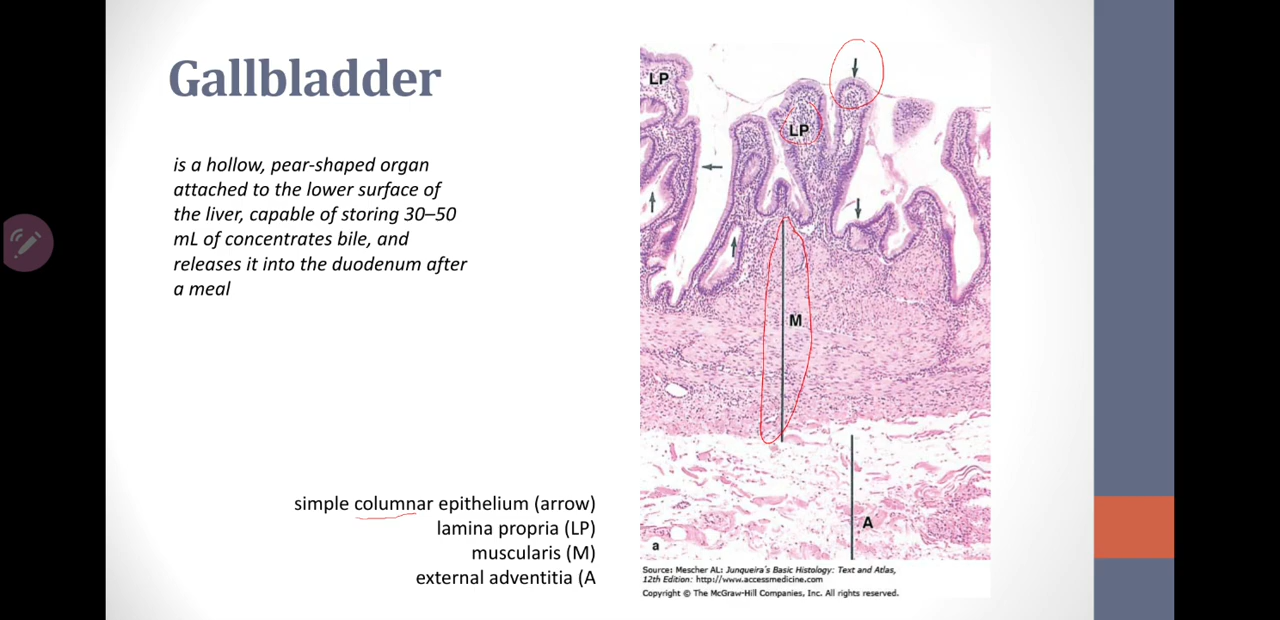 Gallbladder
is a hollow, pear-shaped organ
attached to the lower surface of
the liver, capable of storing 30–50
mL of concentrates bile, and
releases it into the duodenum after
a meal
simple columnar epithelium (arrow)
lamina propria (LP)
muscularis (M)
external adventitia (A
LP
LP
M
A
a
Source: Mescher AL: Junqueira's Basic Histology: Text and Atlas,
12th Edition: http://www.accessmedicine.com
Copyright © The McGraw-Hill Companies, Inc. All rights reserved.